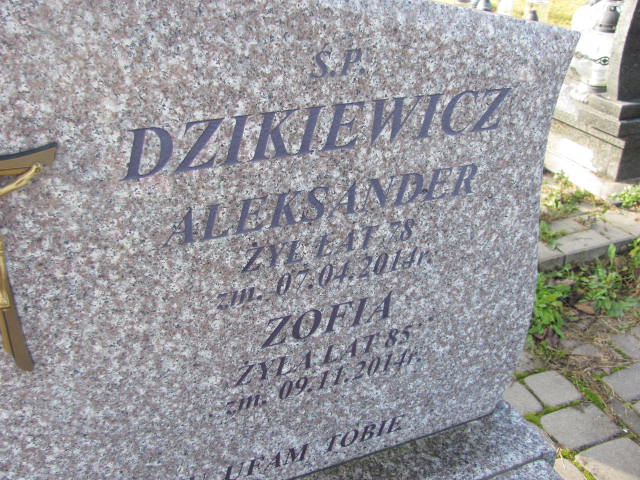 Ś.P.
DZIKIEWICZ
ALEKSANDER
ŻYŁ LAT 78
zm. 07.04.2014r.
ZOFIA
ŻYŁA LAT 85
zm. 09.11.2014r.
UFAM TOBIE